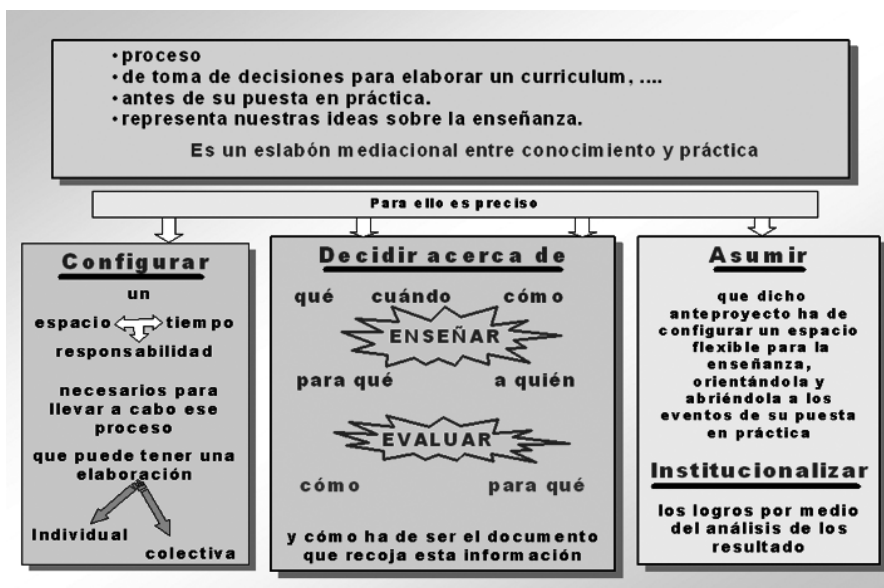 • proceso
• de toma de decisiones para elaborar un curriculum, ....
• antes de su puesta en práctica.
• representa nuestras ideas sobre la enseñanza.
Es un eslabón mediacional entre conocimiento y práctica
Para ello es preciso
Configurar
un
espacio tiempo
responsabilidad
necesarios para
llevar a cabo ese
proceso
que puede tener una
elaboración
Individual
colectiva
Decidir acerca de
qué cuándo cómo
ENSEÑAR
para qué a quién
EVALUAR
cómo para qué
y cómo ha de ser el documento
que recoja esta información
Asumir
que dicho
anteproyecto ha de
configurar un espacio
flexible para la
enseñanza,
orientándola y
abriéndola a los
eventos de su puesta
en práctica
Institucionalizar
los logros por medio
del análisis de los
resultado